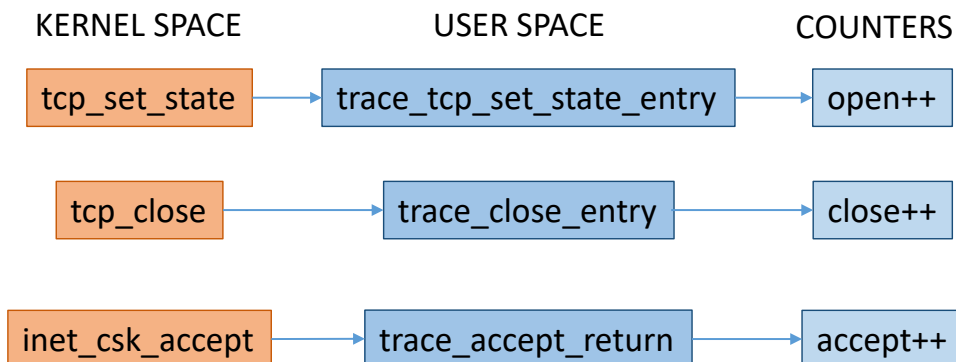 KERNEL SPACE USER SPACE COUNTERS
tcp_set_state trace_tcp_set_state_entry open++
tcp_close trace_close_entry close++
inet_csk_accept trace_accept_return accept++